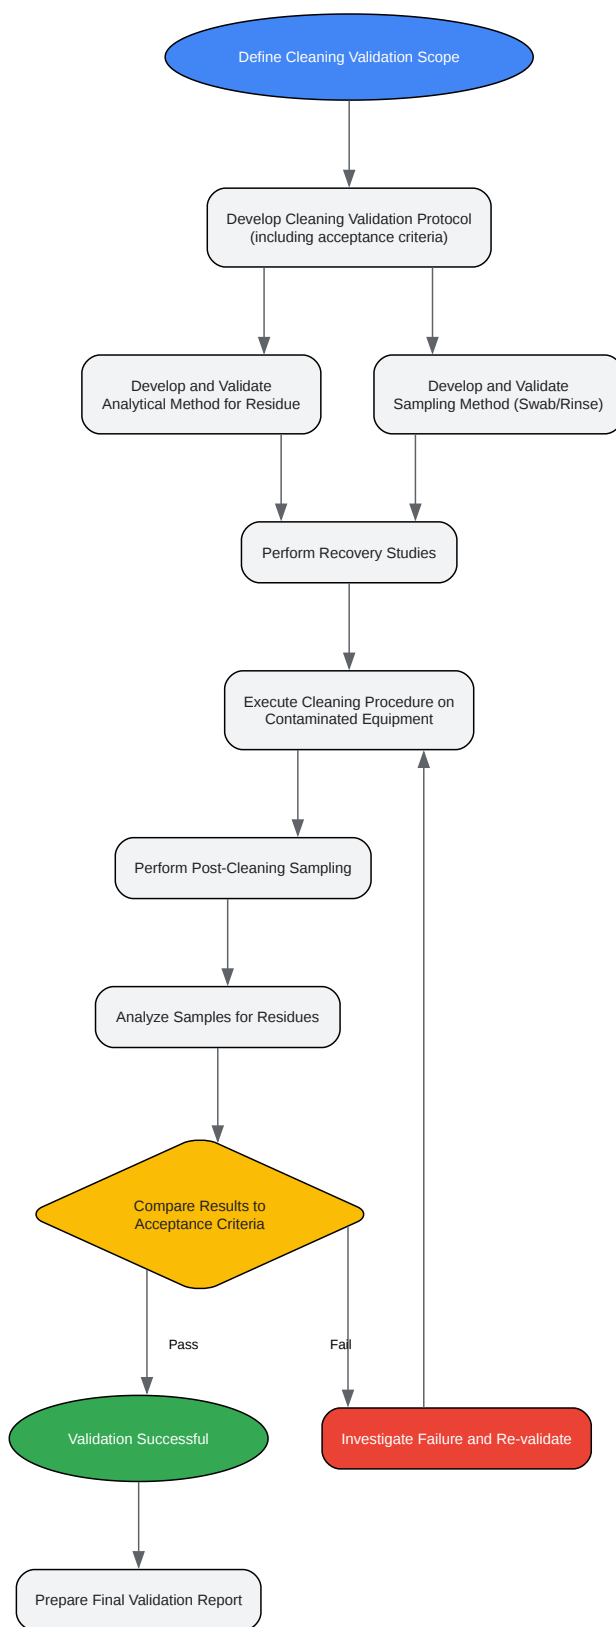 Define Cleaning Validation Scope
Develop Cleaning Validation Protocol
(including acceptance criteria)
Develop and Validate
Analytical Method for Residue
Develop and Validate
Sampling Method (Swab/Rinse)
Perform Recovery Studies
Execute Cleaning Procedure on
Contaminated Equipment
Perform Post-Cleaning Sampling
Analyze Samples for Residues
Compare Results to
Acceptance Criteria
Pass
Fail
Validation Successful
Investigate Failure and Re-validate
Prepare Final Validation Report